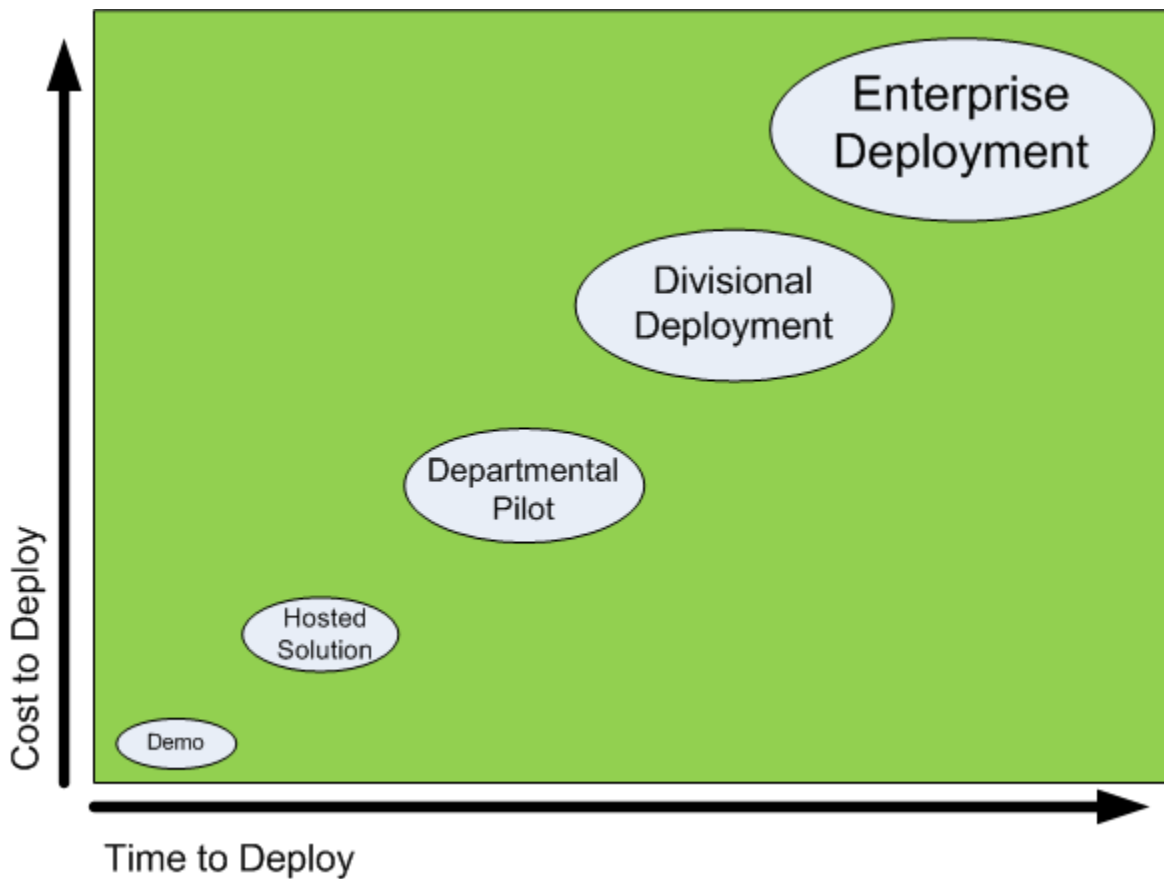 Enterprise
Deployment
Divisional
Deployment
Departmental
Pilot
Hosted
Solution
Demo
Cost to Deploy
Time to Deploy